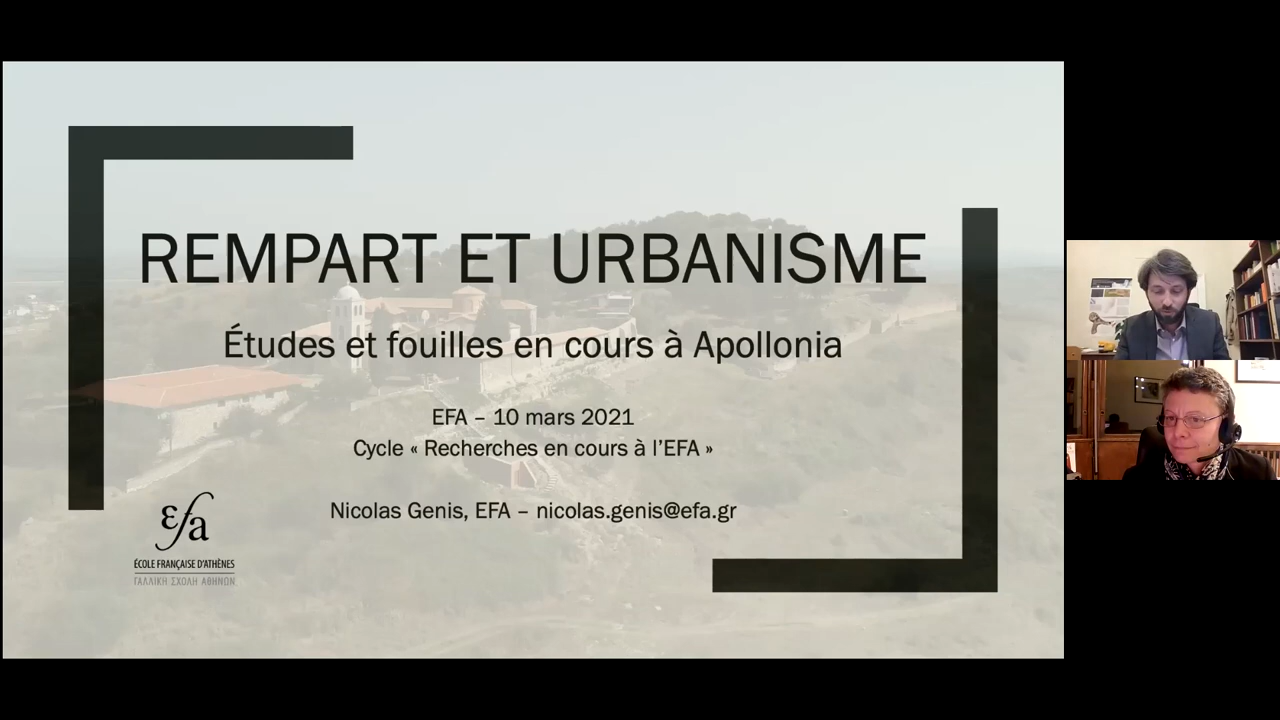 REMPART ET URBANISME
Études et fouilles en cours à Apollonia
EFA – 10 mars 2021
Cycle « Recherches en cours à l’EFA »
Nicolas Genis, EFA – nicolas.genis@efa.gr
εfa
ÉCOLE FRANÇAISE D'ATHÈNES
ΓΑΛΛΙΚΗ ΣΧΟΛΗ ΑΘΗΝΩΝ